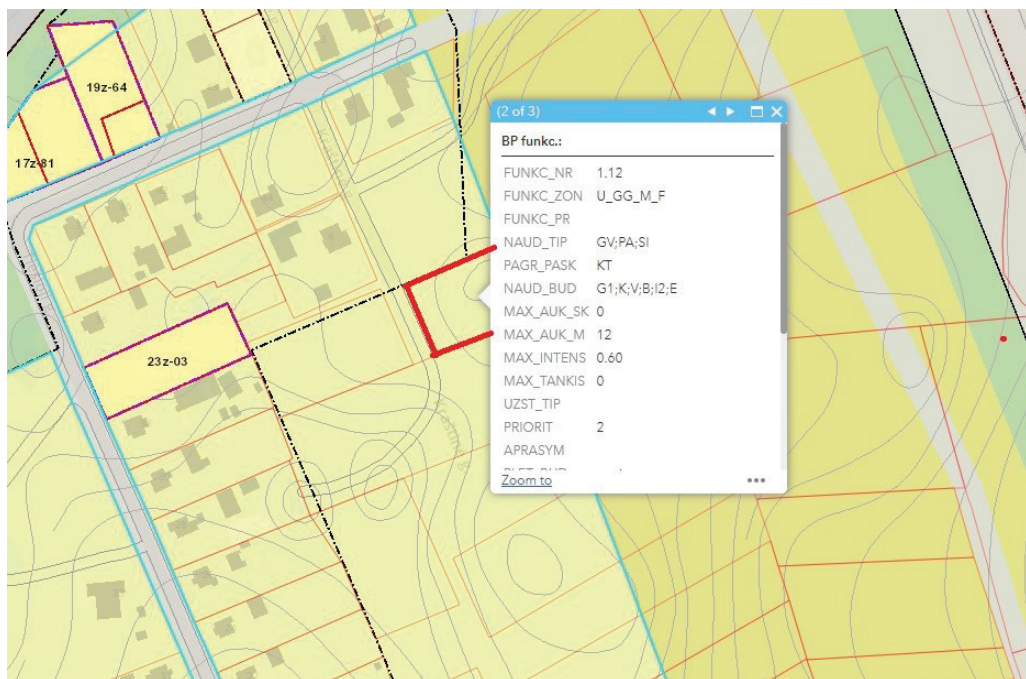 19z-64
17z-81
23z-03
(2 of 3)
BP funkc.:
FUNKC_NR 1.12
FUNKC_ZON U_GG_M_F
FUNKC_PR
NAUD_TIP GV;PA;SI
PAGR_PASK KT
NAUD_BUD G1;K;V;B;I2;E
MAX_AUK_SK 0
MAX_AUK_M 12
MAX_INTENS 0.60
MAX_TANKIS 0
UZST_TIP
PRIORIT 2
APRASYM
Zoom to